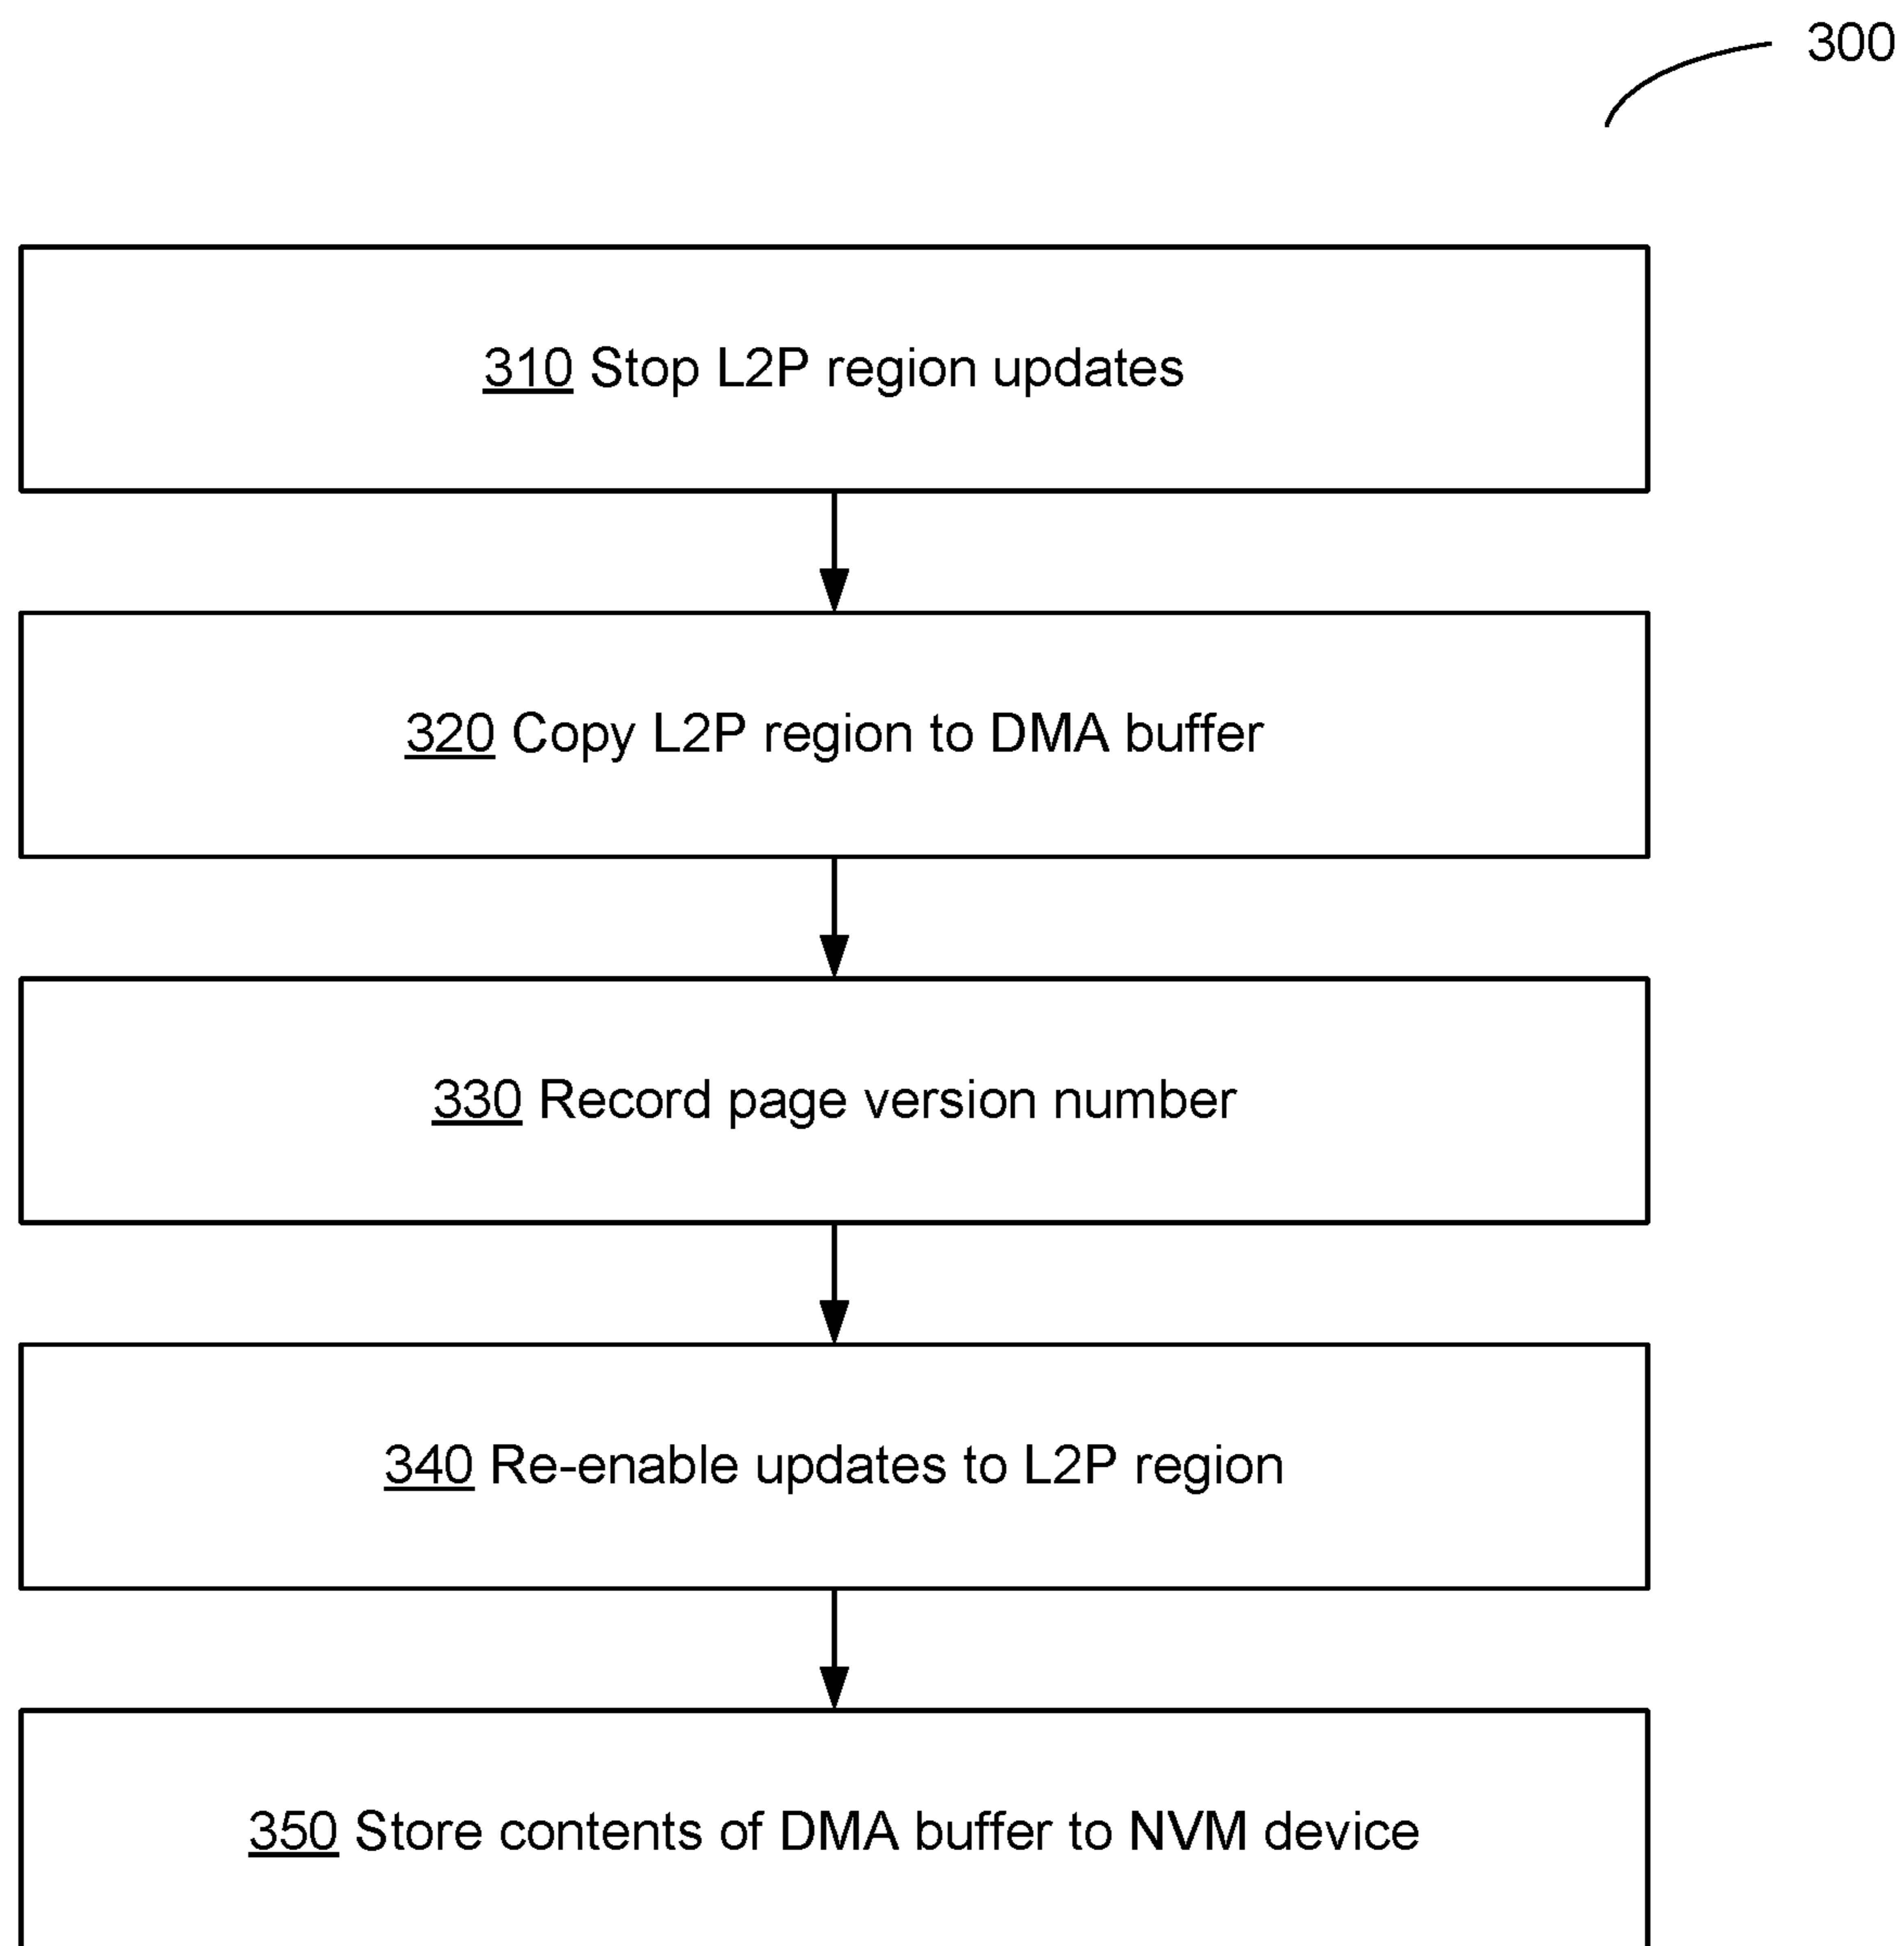 300
310 Stop L2P region updates
320 Copy L2P region to DMA buffer
330 Record page version number
340 Re-enable updates to L2P region
350 Store contents of DMA buffer to NVM device